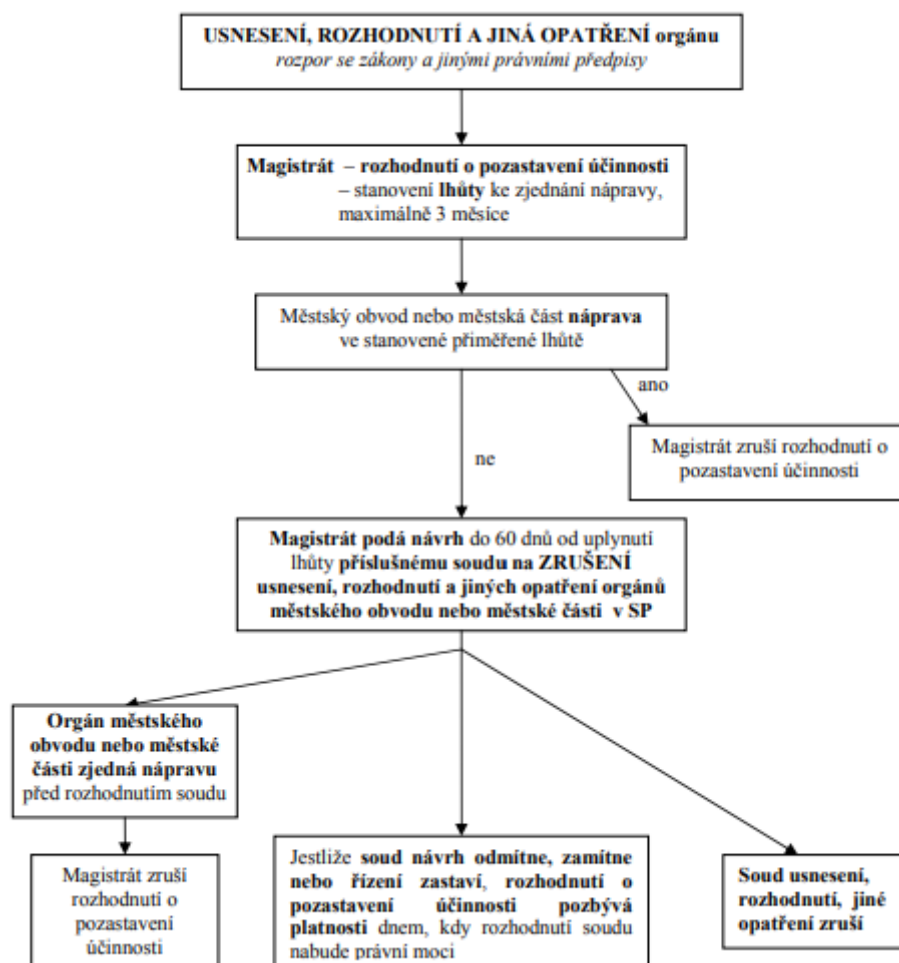 USNESENÍ, ROZHODNUTÍ A JINÁ OPATŘENÍ orgánu
rozpor se zákony a jinými právními předpisy
Magistrát – rozhodnutí o pozastavení účinnosti
– stanovení lhůty ke zjednání nápravy,
maximálně 3 měsíce
Městský obvod nebo městská část náprava
ve stanovené přiměřené lhůtě
ano
Magistrát zruší rozhodnutí o
pozastavení účinnosti
ne
Magistrát podá návrh do 60 dnů od uplynutí
lhůty příslušnému soudu na ZRUŠENÍ
usnesení, rozhodnutí a jiných opatření orgánů
městského obvodu nebo městské části v SP
Orgán městského
obvodu nebo městské
části zjedná nápravu
před rozhodnutím soudu
Magistrát zruší
rozhodnutí o
pozastavení
účinnosti
Jestliže soud návrh odmítne, zamítne
nebo řízení zastaví, rozhodnutí o
pozastavení účinnosti pozbývá
platnosti dnem, kdy rozhodnutí soudu
nabude právní moci
Soud usnesení,
rozhodnutí, jiné
opatření zruší